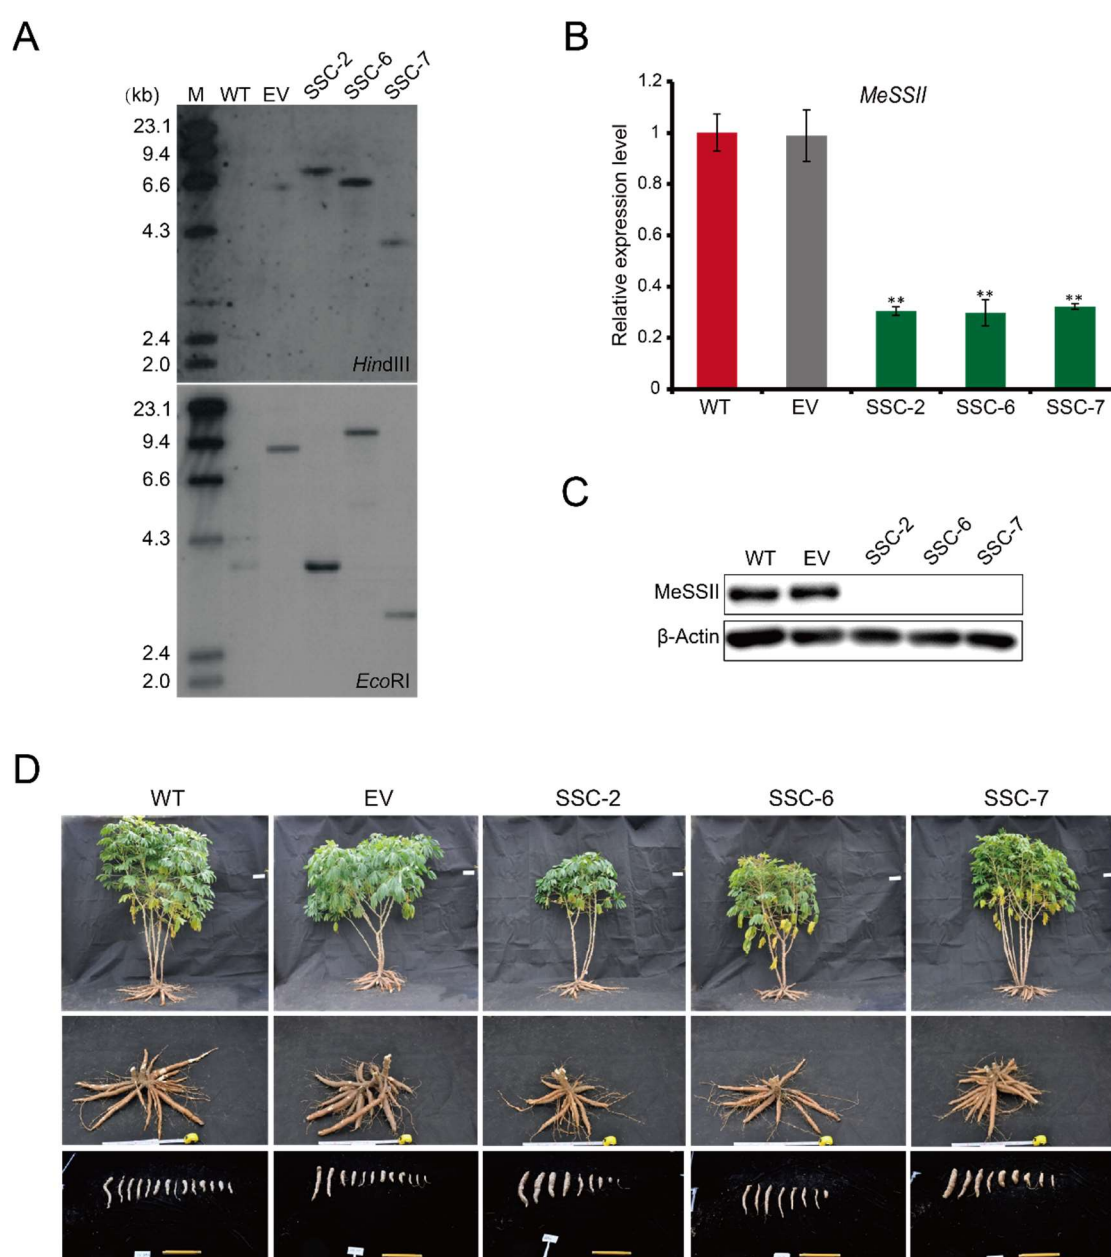 A
(kb) M WT EV SSC-2 SSC-6 SSC-7
23.1
9.4
6.6
4.3
2.4
2.0
HindIII
23.1
9.4
6.6
4.3
2.4
2.0
EcoRI
B
MeSSII
Relative expression level
1.2
1
0.8
0.6
0.4
0.2
0
** ** **
WT EV SSC-2 SSC-6 SSC-7
C
WT EV SSC-2 SSC-6 SSC-7
MeSSII
β-Actin
D
WT EV SSC-2 SSC-6 SSC-7